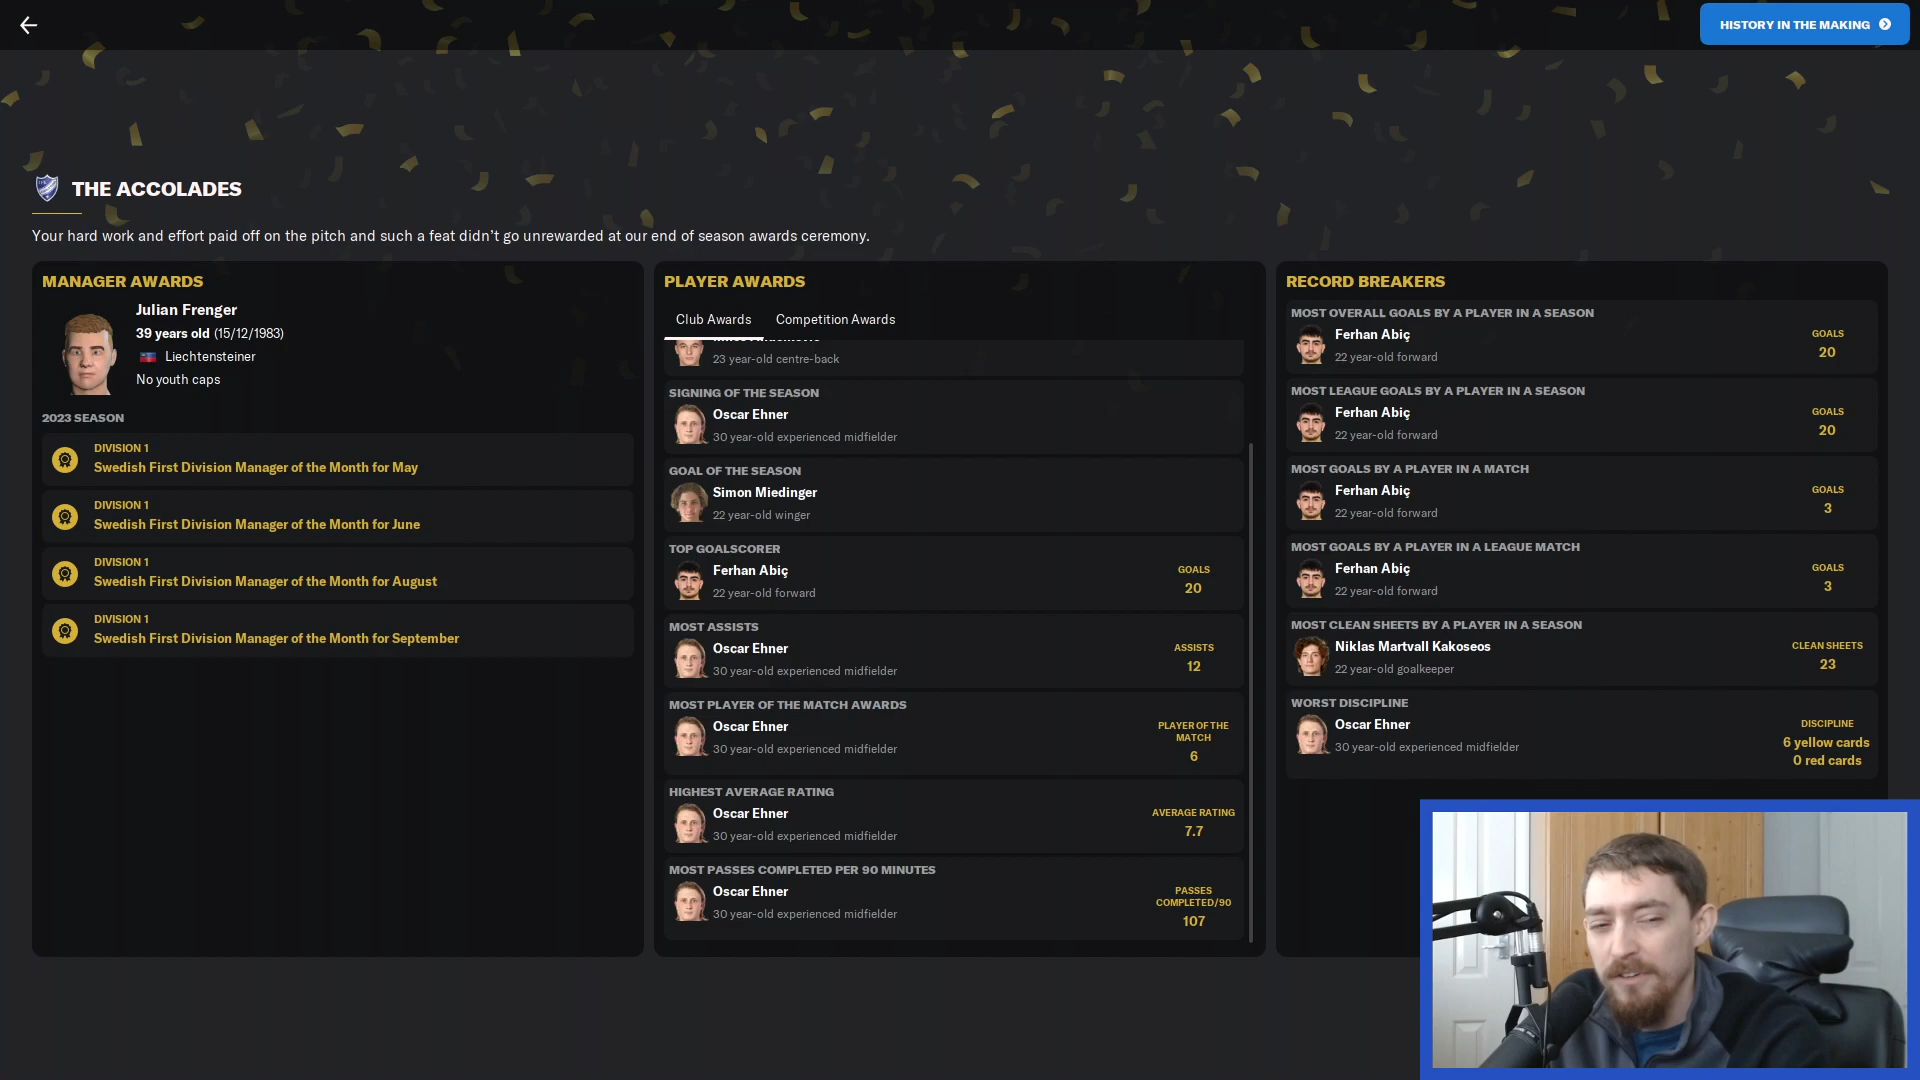 HISTORY IN THE MAKING
THE ACCOLADES
Your hard work and effort paid off on the pitch and such a feat didn't go unrewarded at our end of season awards ceremony.
MANAGER AWARDS
Julian Frenger
39 years old (15/12/1983)
Liechtensteiner
No youth caps
2023 SEASON
DIVISION 1
Swedish First Division Manager of the Month for May
DIVISION 1
Swedish First Division Manager of the Month for June
DIVISION 1
Swedish First Division Manager of the Month for August
DIVISION 1
Swedish First Division Manager of the Month for September
PLAYER AWARDS
Club Awards
Competition Awards
23 year-old centre-back
SIGNING OF THE SEASON
Oscar Ehner
30 year-old experienced midfielder
GOAL OF THE SEASON
Simon Miedinger
22 year-old winger
TOP GOALSCORER
Ferhan Abiç
22 year-old forward
GOALS
20
MOST ASSISTS
Oscar Ehner
30 year-old experienced midfielder
ASSISTS
12
MOST PLAYER OF THE MATCH AWARDS
Oscar Ehner
30 year-old experienced midfielder
PLAYER OF THE
MATCH
6
HIGHEST AVERAGE RATING
Oscar Ehner
30 year-old experienced midfielder
AVERAGE RATING
7.7
MOST PASSES COMPLETED PER 90 MINUTES
Oscar Ehner
30 year-old experienced midfielder
PASSES
COMPLETED/90
107
RECORD BREAKERS
MOST OVERALL GOALS BY A PLAYER IN A SEASON
Ferhan Abiç
22 year-old forward
GOALS
20
MOST LEAGUE GOALS BY A PLAYER IN A SEASON
Ferhan Abiç
22 year-old forward
GOALS
20
MOST GOALS BY A PLAYER IN A MATCH
Ferhan Abiç
22 year-old forward
GOALS
3
MOST GOALS BY A PLAYER IN A LEAGUE MATCH
Ferhan Abiç
22 year-old forward
GOALS
3
MOST CLEAN SHEETS BY A PLAYER IN A SEASON
Niklas Martvall Kakoseos
22 year-old goalkeeper
CLEAN SHEETS
23
WORST DISCIPLINE
Oscar Ehner
30 year-old experienced midfielder
DISCIPLINE
6 yellow cards
0 red cards